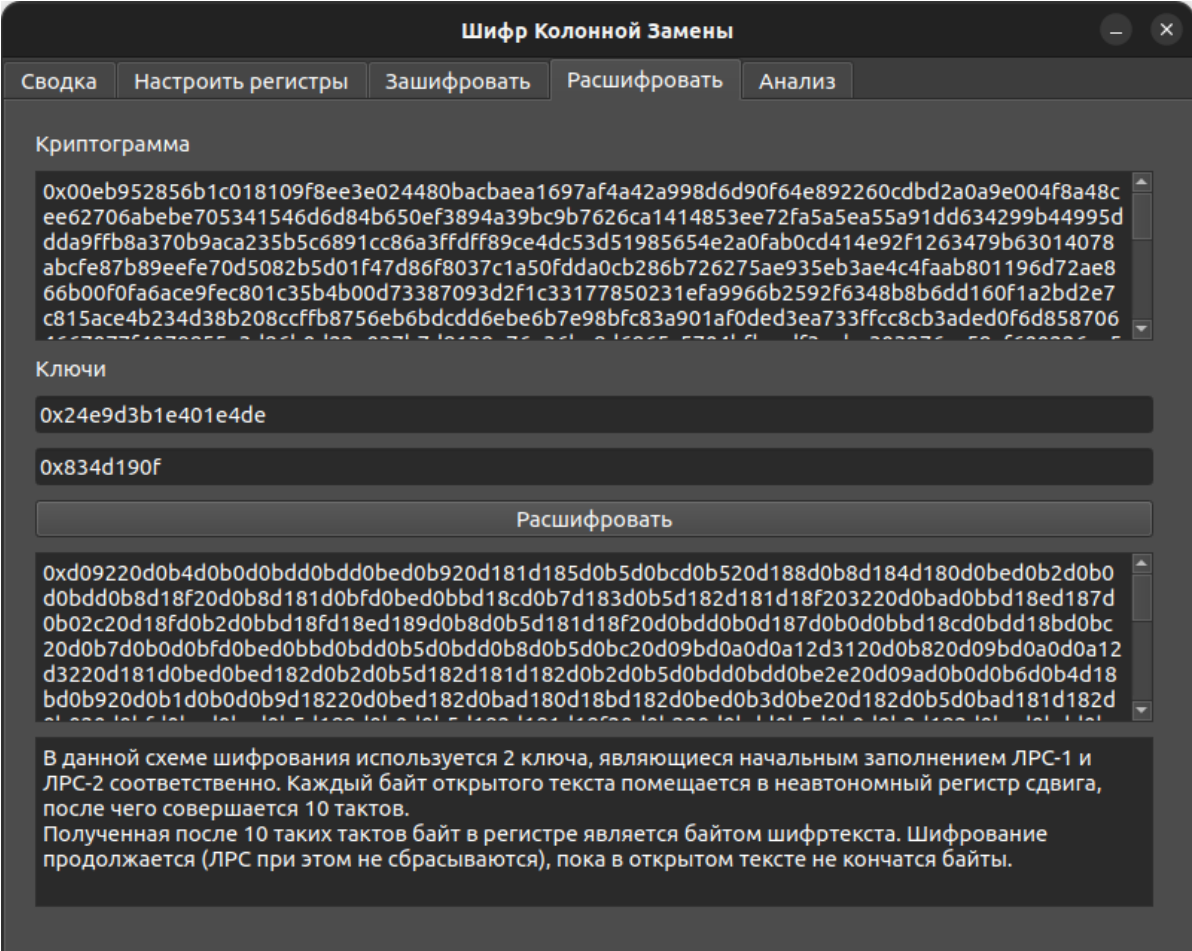 Шифр Колонной Замены
Сводка Настроить регистры Зашифровать Расшифровать Анализ
Криптограмма
0x00eb952856b1c018109f8ee3e024480bacbaea1697af4a42a998d6d90f64e892260cdbd2a0a9e004f8a48c
ee62706abebe705341546d6d84b650ef3894a39bc9b7626ca1414853ee72fa5a5ea55a91dd634299b44995d
dda9ffb8a370b9aca235b5c6891cc86a3ffdff89ce4dc53d51985654e2a0fab0cd414e92f1263479b63014078
abcfe87b89eefe70d5082b5d01f47d86f8037c1a50fdda0cb286b726275ae935eb3ae4c4faab801196d72ae8
66b00f0fa6ace9fec801c35b4b00d73387093d2f1c33177850231efa9966b2592f6348b8b6dd160f1a2bd2e7
c815ace4b234d38b208ccffb8756eb6bdcdd6ebe6b7e98bfc83a901af0ded3ea733ffcc8cb3aded0f6d858706
Ключи
0x24e9d3b1e401e4de
0x834d190f
Расшифровать
0xd09220d0b4d0b0d0bdd0bdd0bed0b920d181d185d0b5d0bcd0b520d188d0b8d184d180d0bed0b2d0b0
d0bdd0b8d18f20d0b8d181d0bfd0bed0bbd18cd0b7d183d0b5d182d181d18f203220d0bad0bbd18ed187d
0b02c20d18fd0b2d0bbd18fd18ed189d0b8d0b5d181d18f20d0bdd0b0d187d0b0d0bbd18cd0bdd18bd0bc
20d0b7d0b0d0bfd0bed0bbd0bdd0b5d0bdd0b8d0b5d0bc20d09bd0a0d0a12d3120d0b820d09bd0a0d0a12
d3220d181d0bed0bed182d0b2d0b5d182d181d182d0b2d0b5d0bdd0bdd0be2e20d09ad0b0d0b6d0b4d18
bd0b920d0b1d0b0d0b9d18220d0bed182d0bad180d18bd182d0bed0b3d0be20d182d0b5d0bad181d182d
В данной схеме шифрования используется 2 ключа, являющиеся начальным заполнением ЛРС-1 и
ЛРС-2 соответственно. Каждый байт открытого текста помещается в неавтономный регистр сдвига,
после чего совершается 10 тактов.
Полученная после 10 таких тактов байт в регистре является байтом шифртекста. Шифрование
продолжается (ЛРС при этом не сбрасываются), пока в открытом тексте не кончатся байты.